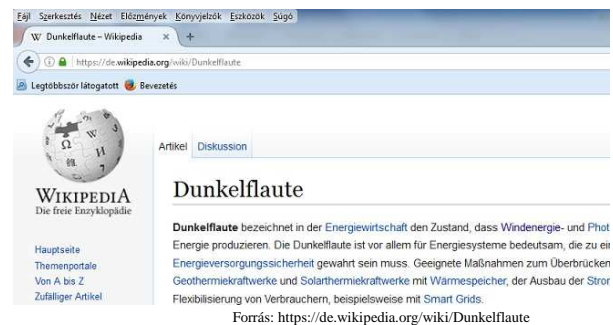 Fájl Szerkesztés Nézet Előzmények Könyvjelzők Eszközök Súgó
W Dunkelflaute – Wikipedia × +
https://de.wikipedia.org/wiki/Dunkelflaute
Legtöbbször látogatott Bevezetés
Artikel Diskussion
WIKIPEDIA
Die freie Enzyklopädie
Hauptseite
Themenportale
Von A bis Z
Zufälliger Artikel
Dunkelflaute
Dunkelflaute bezeichnet in der Energiewirtschaft den Zustand, dass Windenergie- und Phot
Energie produzieren. Die Dunkelflaute ist vor allem für Energiesysteme bedeutsam, die zu ei
Energieversorgungssicherheit gewahrt sein muss. Geeignete Maßnahmen zum Überbrücken
Geothermiekraftwerke und Solarthermiekraftwerke mit Wärmespeicher, der Ausbau der Stron
Flexibilisierung von Verbrauchern, beispielsweise mit Smart Grids.
Forrás: https://de.wikipedia.org/wiki/Dunkelflaute